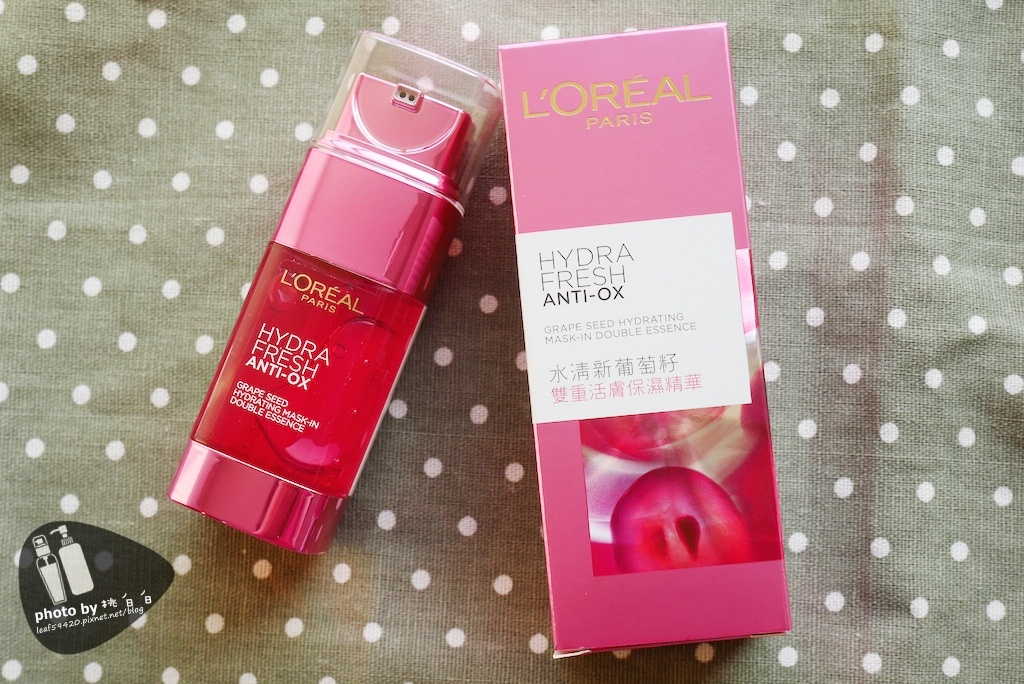 L'ORÉAL
PARIS
HYDRA
FRESH
ANTI-OX
GRAPE SEED
HYDRATING MASK-IN
DOUBLE ESSENCE
L'ORÉAL
PARIS
HYDRA
FRESH
ANTI-OX
GRAPE SEED HYDRATING
MASK-IN DOUBLE ESSENCE
水清新葡萄籽
雙重活膚保濕精華
photo by 桃白白
leaf59420.pixnet.net/blog